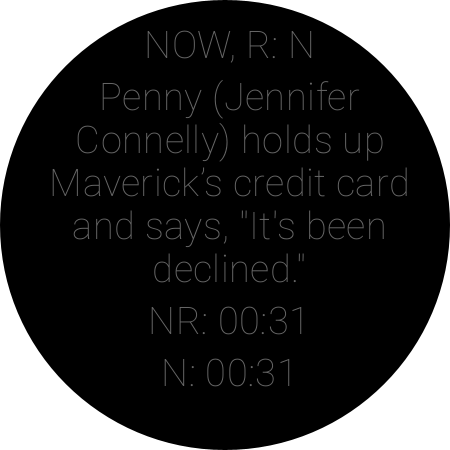 NOW, R: N
Penny (Jennifer
Connelly) holds up
Maverick's credit card
and says, "It's been
declined."
NR: 00:31
N: 00:31